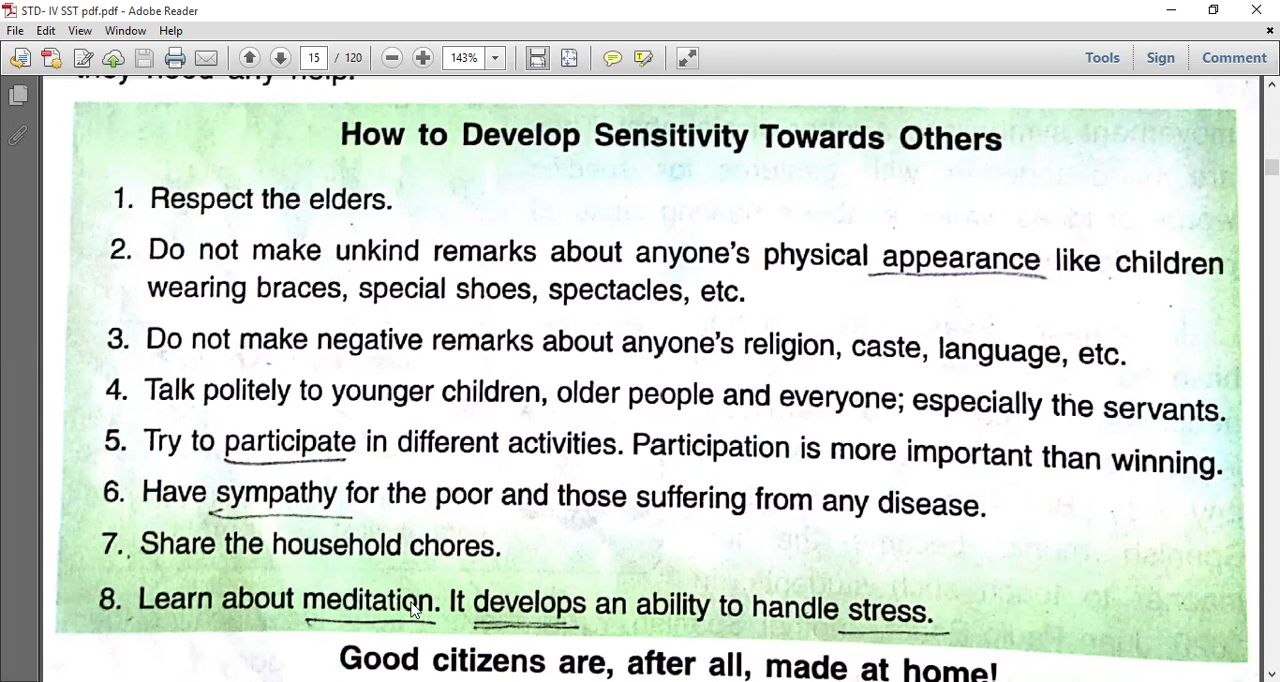 STD- IV SST pdf.pdf - Adobe Reader
File Edit View Window Help
15 / 120 143% Tools Sign Comment
they need any help.
How to Develop Sensitivity Towards Others
1. Respect the elders.
2. Do not make unkind remarks about anyone's physical appearance like children
wearing braces, special shoes, spectacles, etc.
3. Do not make negative remarks about anyone's religion, caste, language, etc.
4. Talk politely to younger children, older people and everyone; especially the servants.
5. Try to participate in different activities. Participation is more important than winning.
6. Have sympathy for the poor and those suffering from any disease.
7. Share the household chores.
8. Learn about meditation. It develops an ability to handle stress.
Good citizens are, after all, made at home!